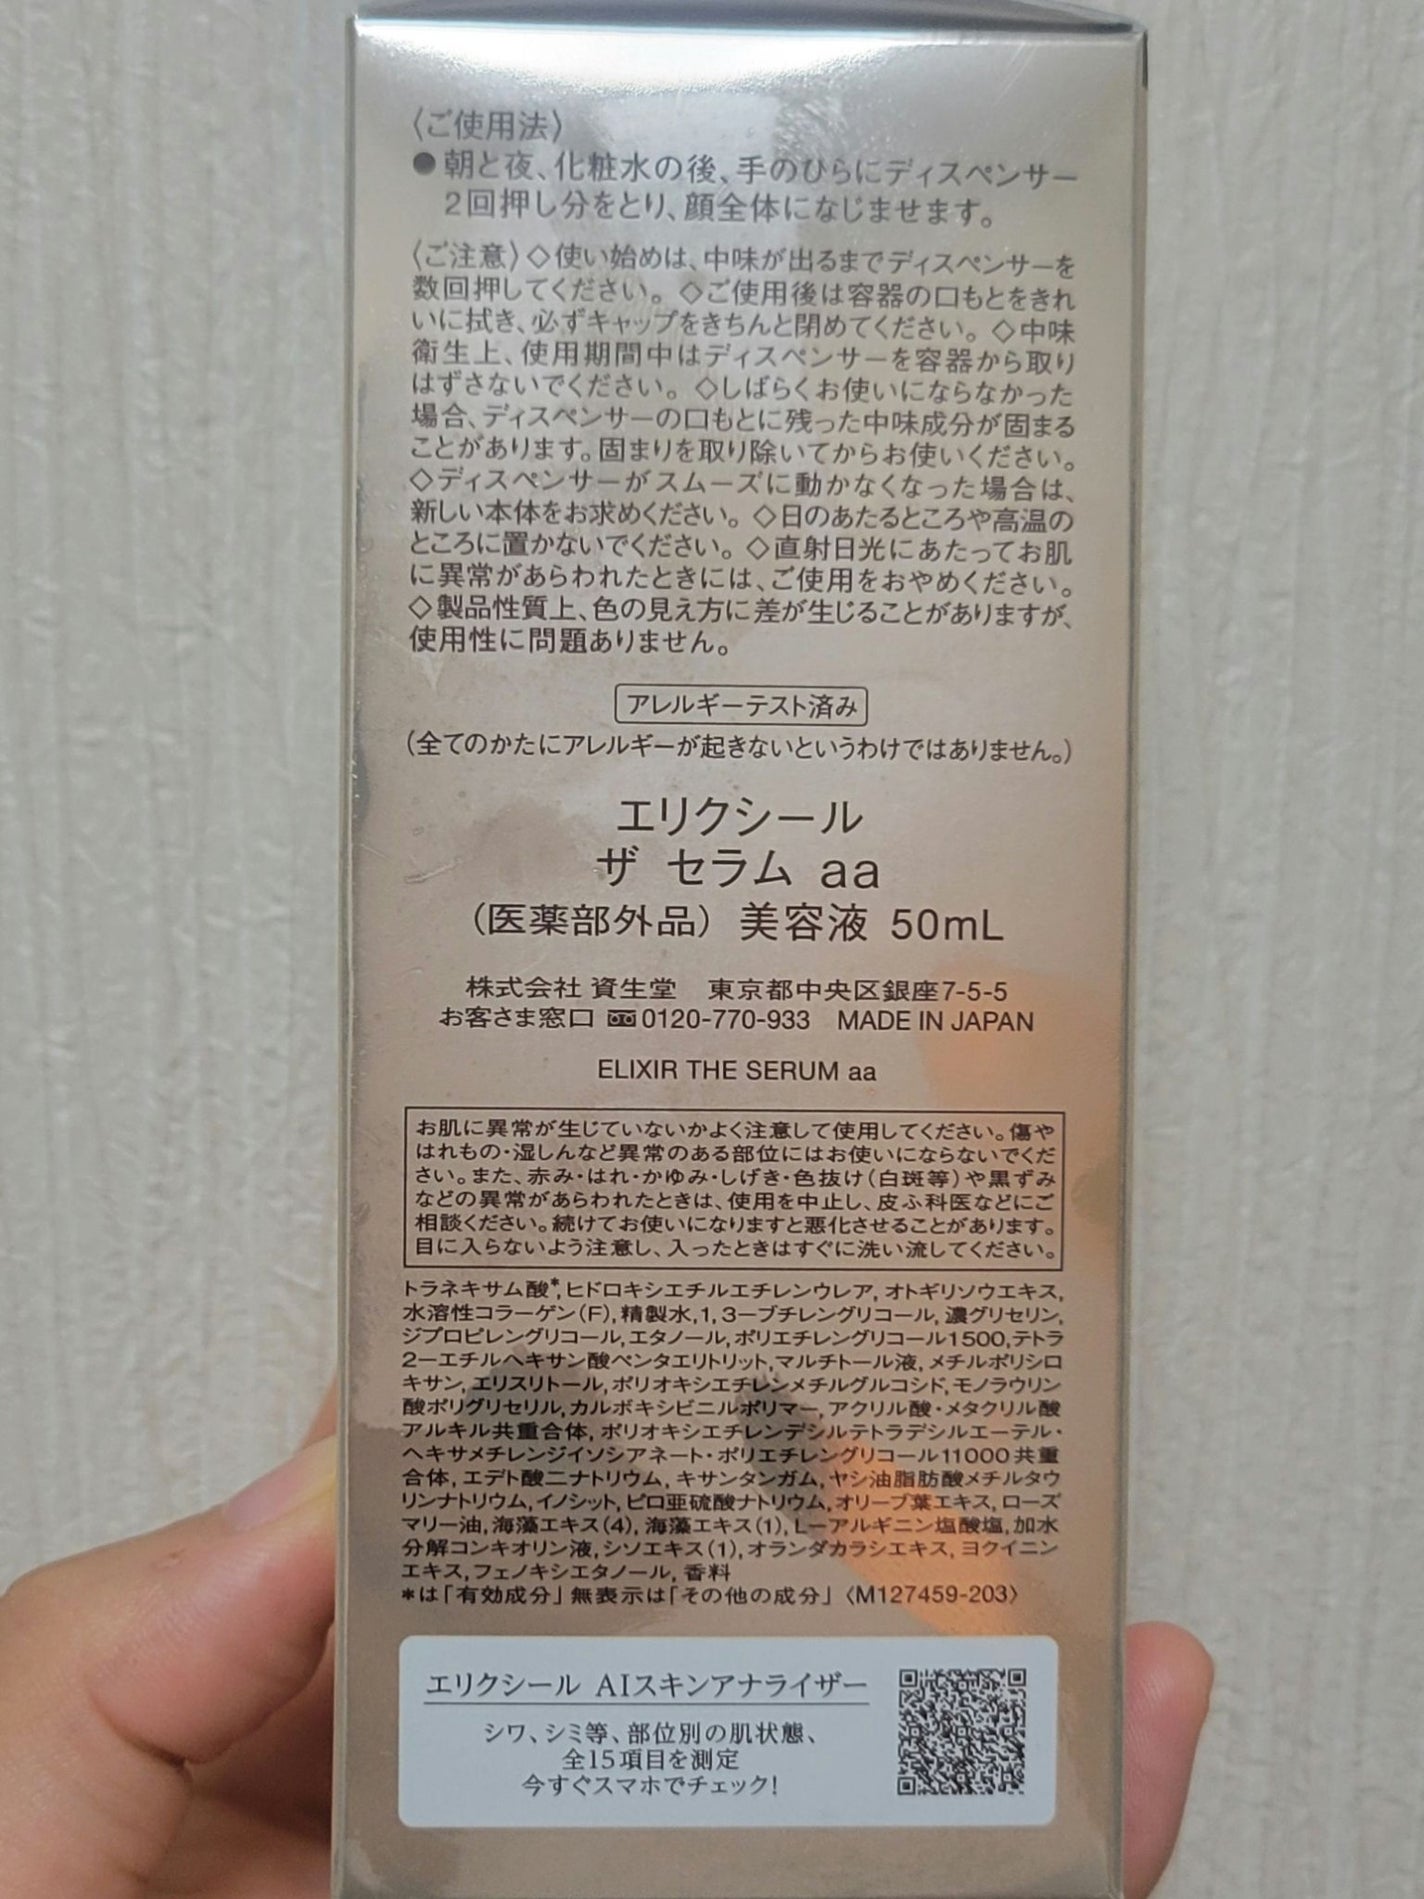 〈ご使用法〉
●朝と夜、化粧水の後、手のひらにディスペンサー
2回押し分をとり、顔全体になじませます。
〈ご注意〉◇使い始めは、中味が出るまでディスペンサーを
数回押してください。◇ご使用後は容器の口もとをきれ
いに拭き、必ずキャップをきちんと閉めてください。◇中味
衛生上、使用期間中はディスペンサーを容器から取り
はずさないでください。◇しばらくお使いにならなかった
場合、ディスペンサーの口もとに残った中味成分が固まる
ことがあります。固まりを取り除いてからお使いください。
◇ディスペンサーがスムーズに動かなくなった場合は、
新しい本体をお求めください。◇日のあたるところや高温の
ところに置かないでください。◇直射日光にあたってお肌
に異常があらわれたときには、ご使用をおやめください。
◇製品性質上、色の見え方に差が生じることがありますが、
使用性に問題ありません。
アレルギーテスト済み
(全てのかたにアレルギーが起きないというわけではありません。)
エリクシール
ザ セラム aa
(医薬部外品) 美容液 50mL
株式会社 資生堂 東京都中央区銀座7-5-5
お客さま窓口 0120-770-933 MADE IN JAPAN
ELIXIR THE SERUM aa
お肌に異常が生じていないかよく注意して使用してください。傷や
はれもの・湿しんなど異常のある部位にはお使いにならないでくだ
さい。また、赤み・はれ・かゆみ・しげき・色抜け(白斑等)や黒ずみ
などの異常があらわれたときは、使用を中止し、皮ふ科医などにご
相談ください。続けてお使いになりますと悪化させることがあります。
目に入らないよう注意し、入ったときはすぐに洗い流してください。
トラネキサム酸*,ヒドロキシエチルエチレンウレア,オトギリソウエキス,
水溶性コラーゲン(F),精製水,1,3−ブチレングリコール,濃グリセリン,
ジプロピレングリコール,エタノール,ポリエチレングリコール1500,テトラ
2−エチルヘキサン酸ペンタエリトリット,マルチトール液,メチルポリシロ
キサン,エリスリトール,ポリオキシエチレンメチルグルコシド,モノラウリン
酸ポリグリセリル,カルボキシビニルポリマー,アクリル酸・メタクリル酸
アルキル共重合体,ポリオキシエチレンデシルテトラデシルエーテル・
ヘキサメチレンジイソシアネート・ポリエチレングリコール11000共重
合体,エデト酸二ナトリウム,キサンタンガム,ヤシ油脂肪酸メチルタウ
リンナトリウム,イノシット,ピロ亜硫酸ナトリウム,オリーブ葉エキス,ローズ
マリー油,海藻エキス(4),海藻エキス(1),L−アルギニン塩酸塩,加水
分解コンキオリン液,シソエキス(1),オランダカラシエキス,ヨクイニン
エキス,フェノキシエタノール,香料
*は「有効成分」無表示は「その他の成分」〈M127459-203〉
エリクシール AIスキンアナライザー
シワ、シミ等、部位別の肌状態、
全15項目を測定
今すぐスマホでチェック!